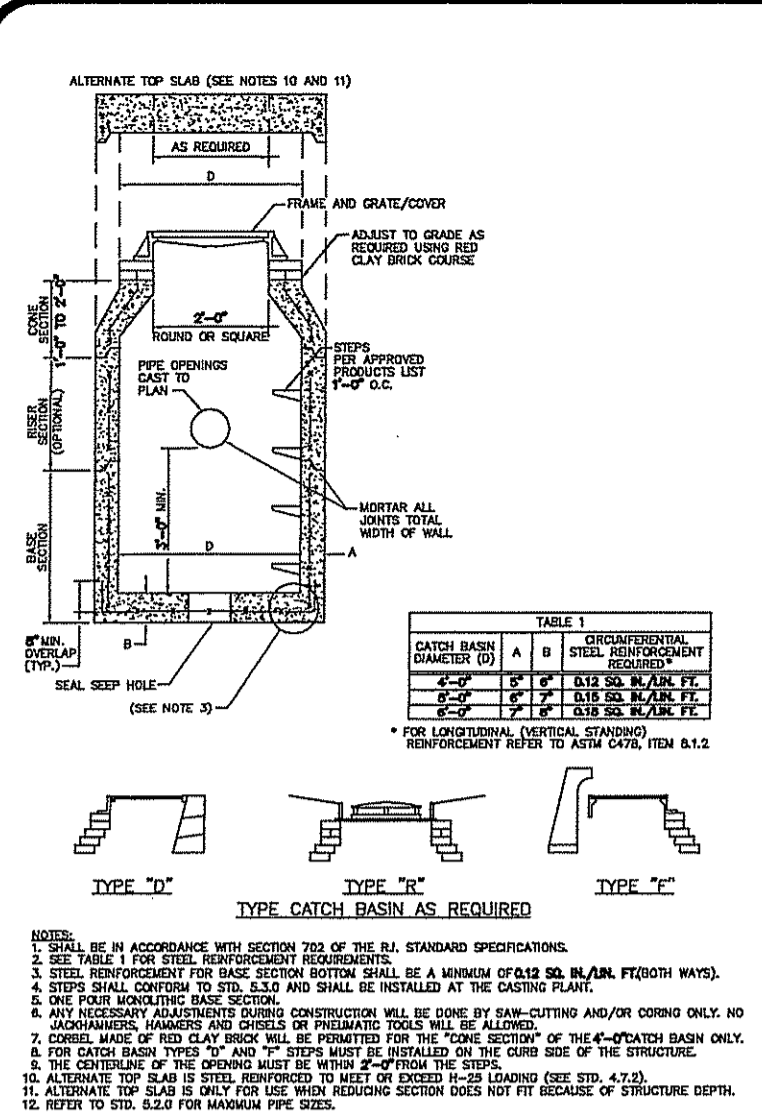 ALTERNATE TOP SLAB (SEE NOTES 10 AND 11)
AS REQUIRED
D
FRAME AND GRATE/COVER
ADJUST TO GRADE AS
REQUIRED USING RED
CLAY BRICK COURSE
CONE
SECTION
1'-0" TO 2'-0"
2'-0"
ROUND OR SQUARE
PIPE OPENINGS
CAST TO
PLAN
STEPS
PER APPROVED
PRODUCTS LIST
1'-0" O.C.
RISER
SECTION
(OPTIONAL)
3'-0" MIN.
MORTAR ALL
JOINTS TOTAL
WIDTH OF WALL
BASE
SECTION
D
A
B
MIN.
OVERLAP
(TYP.)
SEAL SEEP HOLE
(SEE NOTE 3)
TABLE 1
CATCH BASIN
DIAMETER (D)
A
B
CIRCUMFERENTIAL
STEEL REINFORCEMENT
REQUIRED*
4'-0" 5" 6" 0.12 SQ. IN./LIN. FT.
5'-0" 6" 7" 0.15 SQ. IN./LIN. FT.
6'-0" 7" 8" 0.18 SQ. IN./LIN. FT.
* FOR LONGITUDINAL (VERTICAL STANDING)
REINFORCEMENT REFER TO ASTM C478, ITEM 8.1.2
TYPE "D"
TYPE "R"
TYPE "F"
TYPE CATCH BASIN AS REQUIRED
NOTES:
1. SHALL BE IN ACCORDANCE WITH SECTION 702 OF THE R.I. STANDARD SPECIFICATIONS.
2. SEE TABLE 1 FOR STEEL REINFORCEMENT REQUIREMENTS.
3. STEEL REINFORCEMENT FOR BASE SECTION BOTTOM SHALL BE A MINIMUM OF 0.12 SQ. IN./LIN. FT.(BOTH WAYS).
4. STEPS SHALL CONFORM TO STD. 5.3.0 AND SHALL BE INSTALLED AT THE CASTING PLANT.
5. ONE POUR MONOLITHIC BASE SECTION.
6. ANY NECESSARY ADJUSTMENTS DURING CONSTRUCTION WILL BE DONE BY SAW-CUTTING AND/OR CORING ONLY. NO
JACKHAMMERS, HAMMERS AND CHISELS OR PNEUMATIC TOOLS WILL BE ALLOWED.
7. CORBEL MADE OF RED CLAY BRICK WILL BE PERMITTED FOR THE "CONE SECTION" OF THE 4'-0" CATCH BASIN ONLY.
8. FOR CATCH BASIN TYPES "D" AND "F" STEPS MUST BE INSTALLED ON THE CURB SIDE OF THE STRUCTURE.
9. THE CENTERLINE OF THE OPENING MUST BE WITHIN 2'-0" FROM THE STEPS.
10. ALTERNATE TOP SLAB IS STEEL REINFORCED TO MEET OR EXCEED H-25 LOADING (SEE STD. 4.7.2).
11. ALTERNATE TOP SLAB IS ONLY FOR USE WHEN REDUCING SECTION DOES NOT FIT BECAUSE OF STRUCTURE DEPTH.
12. REFER TO STD. 5.2.0 FOR MAXIMUM PIPE SIZES.